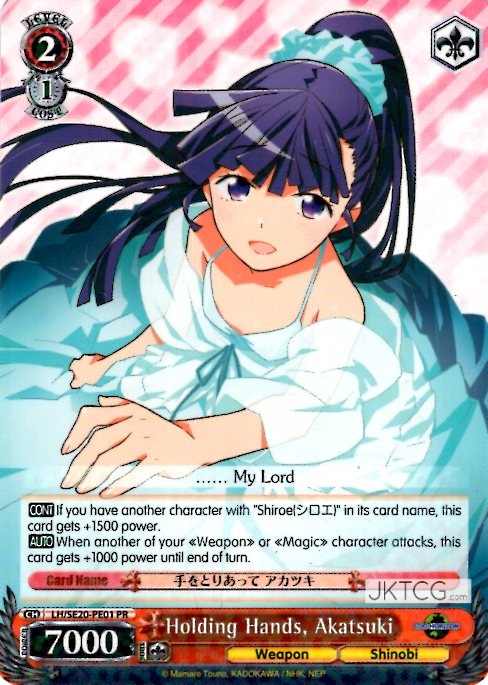 LEVEL
2
1
COST
...... My Lord
CONT If you have another character with "Shiroe(シロエ)" in its card name, this
card gets +1500 power.
AUTO When another of your «Weapon» or «Magic» character attacks, this
card gets +1000 power until end of turn.
Card Name 手をとりあって アカツキ
JKTCG.com
CH LH/SE20-PE01 PR
POWER 7000 SOUL Holding Hands, Akatsuki
Weapon Shinobi
© Mamare Touno, KADOKAWA / NHK, NEP